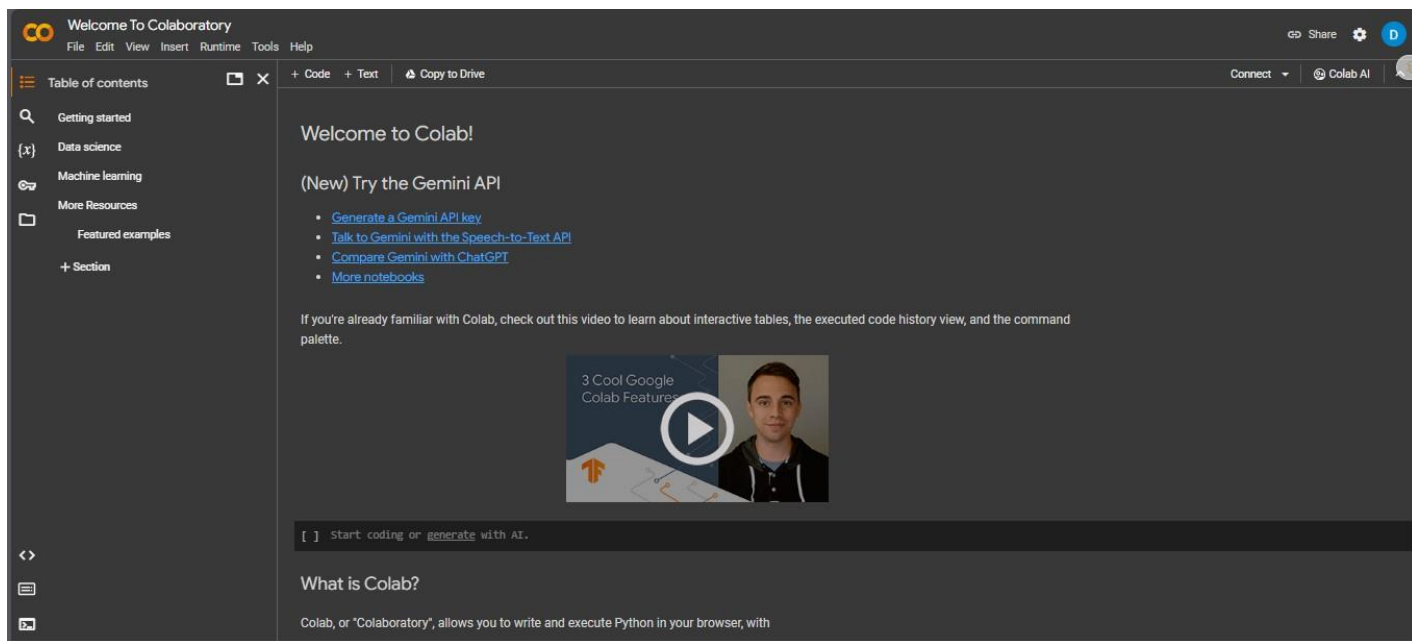 Welcome To Colaboratory
File Edit View Insert Runtime Tools Help
Share
D
Table of contents
+ Code + Text Copy to Drive
Connect
Colab AI
Getting started
{x}
Data science
Machine learning
More Resources
Featured examples
+ Section
Welcome to Colab!
(New) Try the Gemini API
• Generate a Gemini API key
• Talk to Gemini with the Speech-to-Text API
• Compare Gemini with ChatGPT
• More notebooks
If you're already familiar with Colab, check out this video to learn about interactive tables, the executed code history view, and the command
palette.
3 Cool Google
Colab Features
[ ] Start coding or generate with AI.
What is Colab?
Colab, or "Colaboratory", allows you to write and execute Python in your browser, with